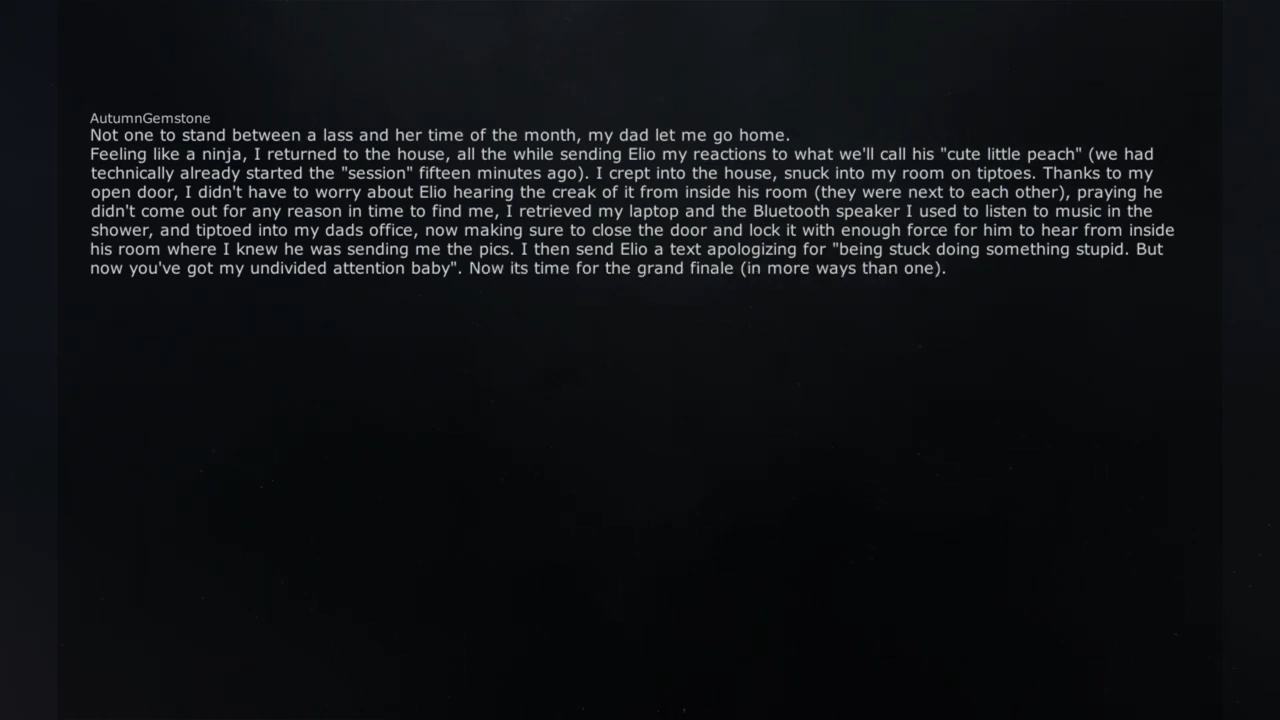 AutumnGemstone
Not one to stand between a lass and her time of the month, my dad let me go home.
Feeling like a ninja, I returned to the house, all the while sending Elio my reactions to what we'll call his "cute little peach" (we had
technically already started the "session" fifteen minutes ago). I crept into the house, snuck into my room on tiptoes. Thanks to my
open door, I didn't have to worry about Elio hearing the creak of it from inside his room (they were next to each other), praying he
didn't come out for any reason in time to find me, I retrieved my laptop and the Bluetooth speaker I used to listen to music in the
shower, and tiptoed into my dads office, now making sure to close the door and lock it with enough force for him to hear from inside
his room where I knew he was sending me the pics. I then send Elio a text apologizing for "being stuck doing something stupid. But
now you've got my undivided attention baby". Now its time for the grand finale (in more ways than one).